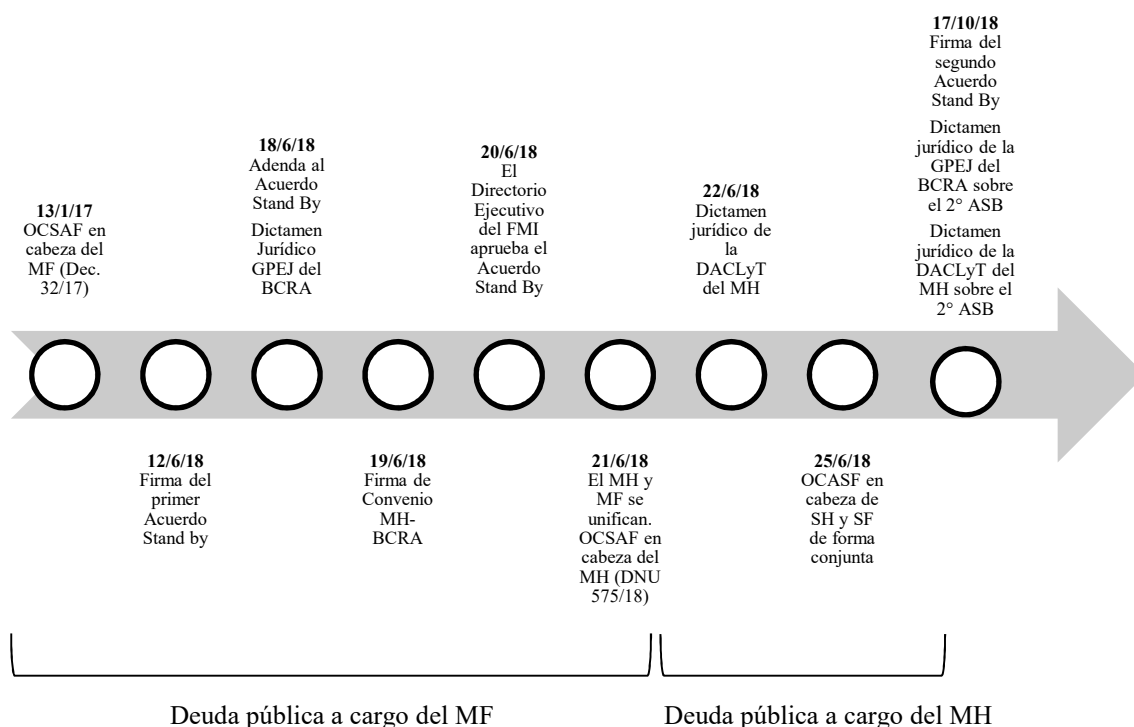 13/1/17
OCSAF en
cabeza del
MF (Dec.
32/17)
12/6/18
Firma del
primer
Acuerdo
Stand by
18/6/18
Adenda al
Acuerdo
Stand By
Dictamen
Jurídico
GPEJ del
BCRA
19/6/18
Firma de
Convenio
MH-
BCRA
20/6/18
El
Directorio
Ejecutivo
del FMI
aprueba el
Acuerdo
Stand By
21/6/18
El MH y
MF se
unifican.
OCSAF en
cabeza del
MH (DNU
575/18)
22/6/18
Dictamen
jurídico de
la
DACLyT
del MH
25/6/18
OCASF en
cabeza de
SH y SF
de forma
conjunta
17/10/18
Firma del
segundo
Acuerdo
Stand By
Dictamen
jurídico de la
GPEJ del
BCRA sobre
el 2° ASB
Dictamen
jurídico de la
DACLyT del
MH sobre el
2° ASB
Deuda pública a cargo del MF
Deuda pública a cargo del MH